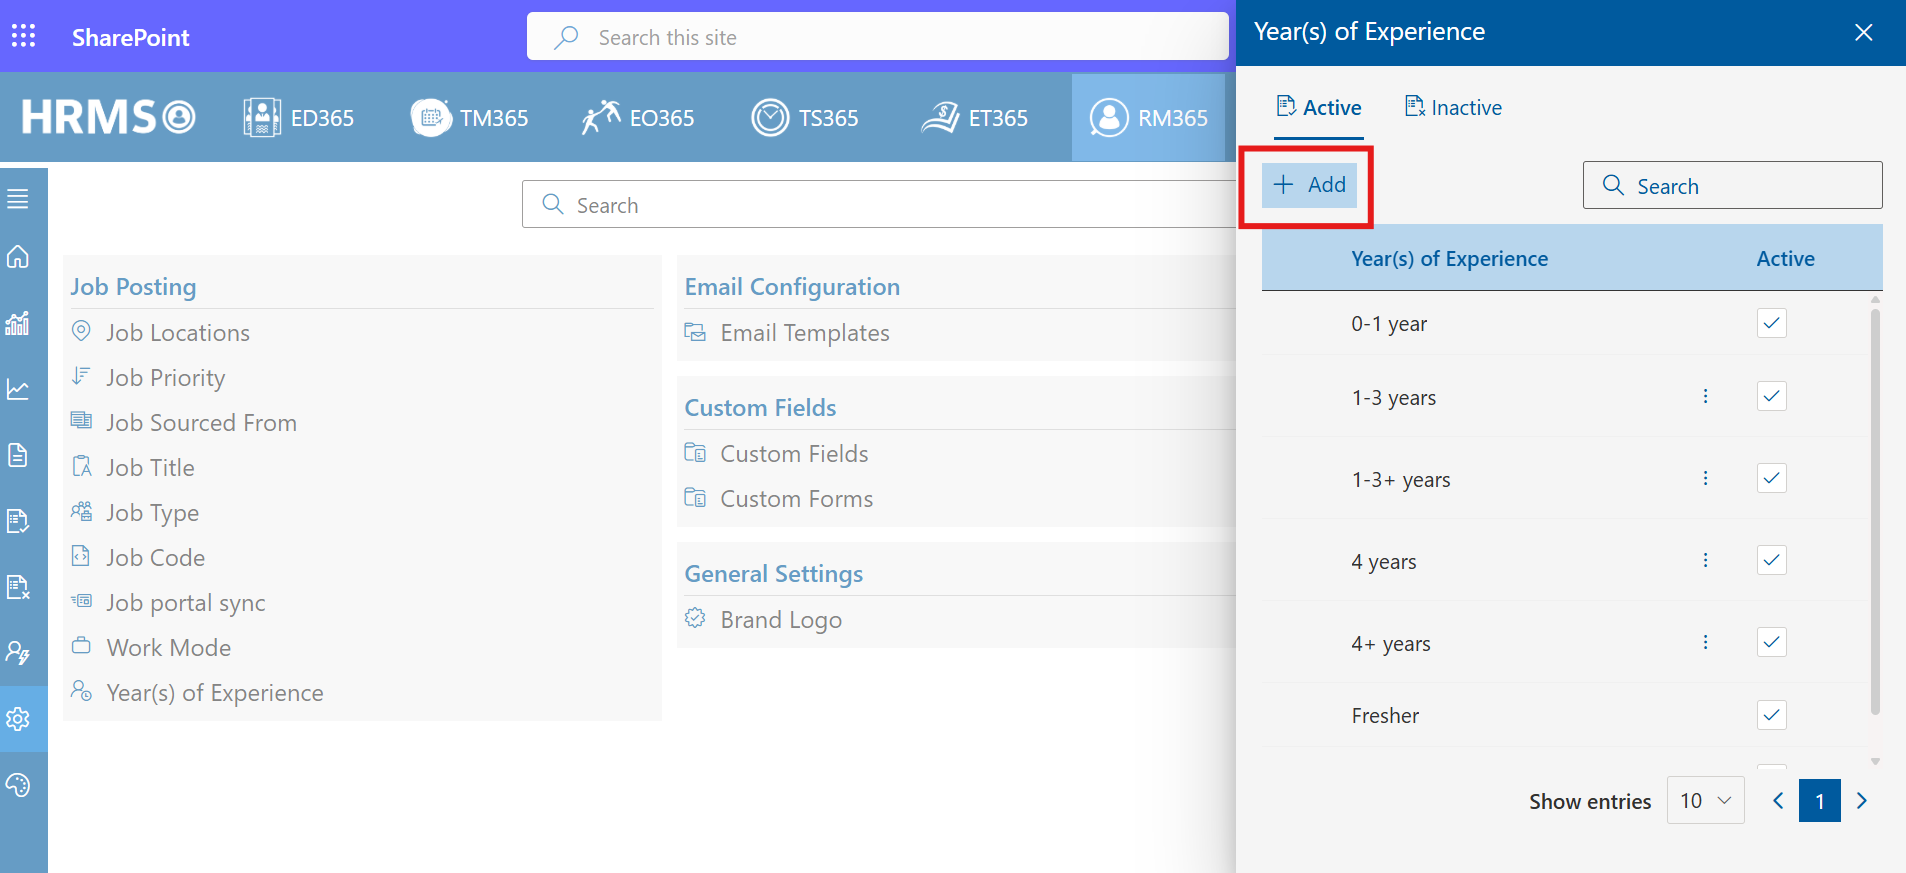 SharePoint
Search this site
HRMS
ED365
TM365
EO365
TS365
ET365
RM365
Search
Job Posting
Job Locations
Job Priority
Job Sourced From
Job Title
Job Type
Job Code
Job portal sync
Work Mode
Year(s) of Experience
Email Configuration
Email Templates
Custom Fields
Custom Fields
Custom Forms
General Settings
Brand Logo
Year(s) of Experience
Active
Inactive
Add
Search
Year(s) of Experience Active
0-1 year
1-3 years
1-3+ years
4 years
4+ years
Fresher
Show entries 10 1